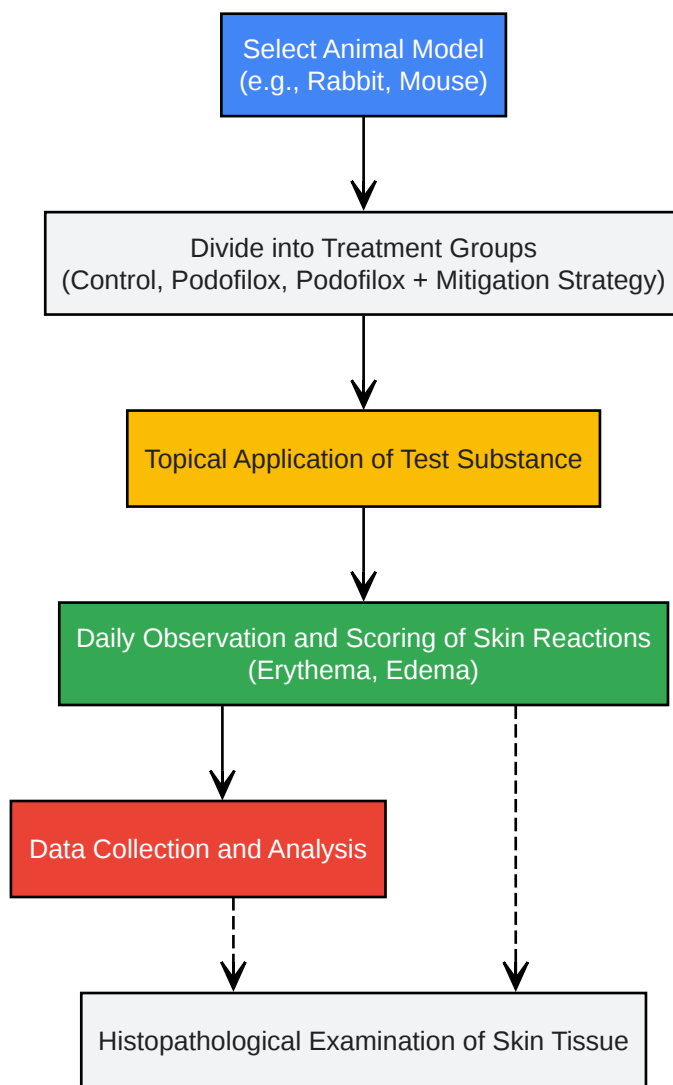 Select Animal Model
(e.g., Rabbit, Mouse)
Divide into Treatment Groups
(Control, Podofilox, Podofilox + Mitigation Strategy)
Topical Application of Test Substance
Daily Observation and Scoring of Skin Reactions
(Erythema, Edema)
Data Collection and Analysis
Histopathological Examination of Skin Tissue